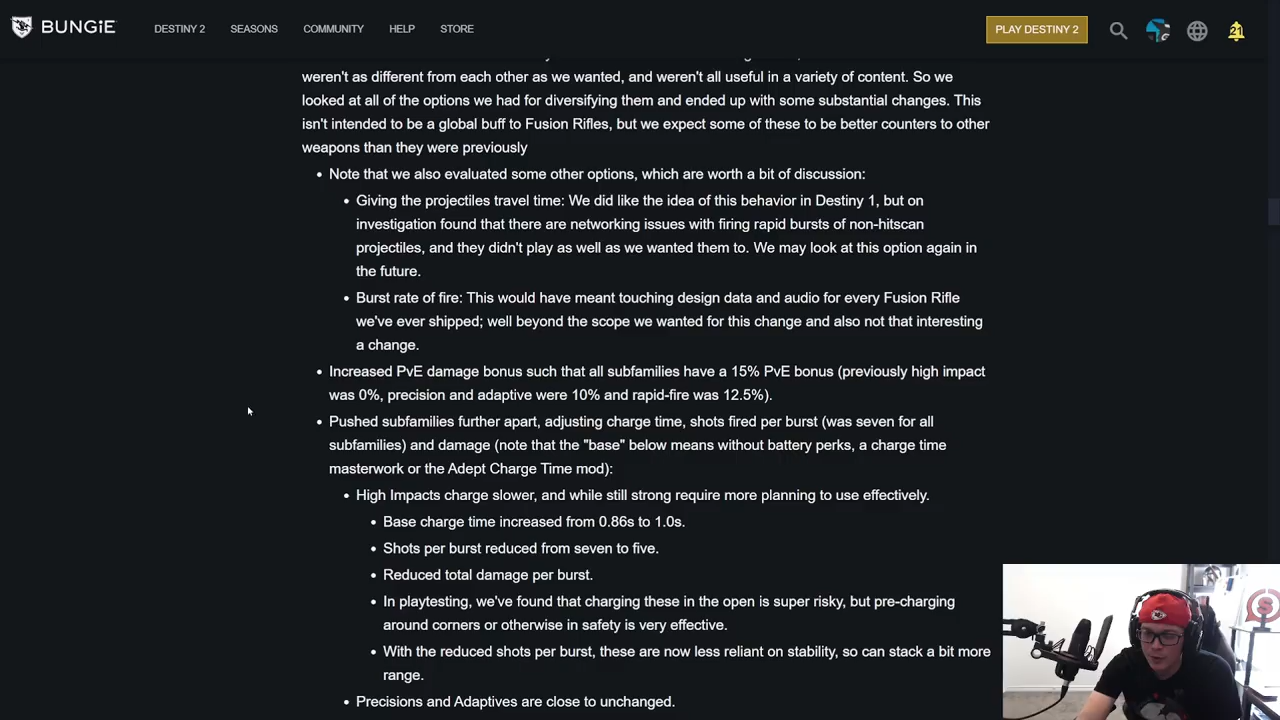 BUNGiE
DESTINY 2 SEASONS COMMUNITY HELP STORE
PLAY DESTINY 2
21
weren't as different from each other as we wanted, and weren't all useful in a variety of content. So we
looked at all of the options we had for diversifying them and ended up with some substantial changes. This
isn't intended to be a global buff to Fusion Rifles, but we expect some of these to be better counters to other
weapons than they were previously
• Note that we also evaluated some other options, which are worth a bit of discussion:
• Giving the projectiles travel time: We did like the idea of this behavior in Destiny 1, but on
investigation found that there are networking issues with firing rapid bursts of non-hitscan
projectiles, and they didn't play as well as we wanted them to. We may look at this option again in
the future.
• Burst rate of fire: This would have meant touching design data and audio for every Fusion Rifle
we've ever shipped; well beyond the scope we wanted for this change and also not that interesting
a change.
• Increased PvE damage bonus such that all subfamilies have a 15% PvE bonus (previously high impact
was 0%, precision and adaptive were 10% and rapid-fire was 12.5%).
• Pushed subfamilies further apart, adjusting charge time, shots fired per burst (was seven for all
subfamilies) and damage (note that the "base" below means without battery perks, a charge time
masterwork or the Adept Charge Time mod):
• High Impacts charge slower, and while still strong require more planning to use effectively.
• Base charge time increased from 0.86s to 1.0s.
• Shots per burst reduced from seven to five.
• Reduced total damage per burst.
• In playtesting, we've found that charging these in the open is super risky, but pre-charging
around corners or otherwise in safety is very effective.
• With the reduced shots per burst, these are now less reliant on stability, so can stack a bit more
range.
• Precisions and Adaptives are close to unchanged.